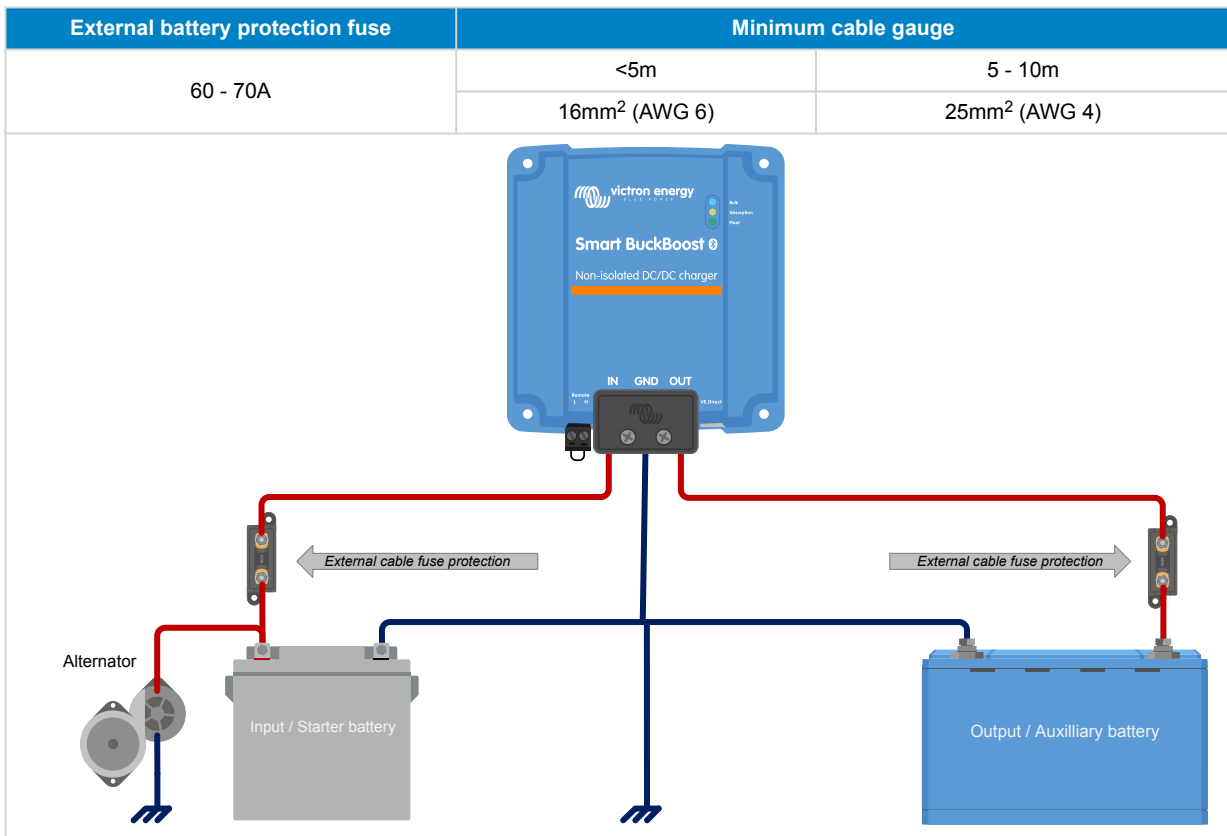 External battery protection fuse
Minimum cable gauge
60 - 70A
<5m
5 - 10m
16mm² (AWG 6)
25mm² (AWG 4)
victron energy
BLUE POWER
Bulk
Absorption
Float
Smart BuckBoost
Non-isolated DC/DC charger
IN GND OUT
Remote
L H
VE.Direct
External cable fuse protection
External cable fuse protection
Alternator
Input / Starter battery
Output / Auxilliary battery